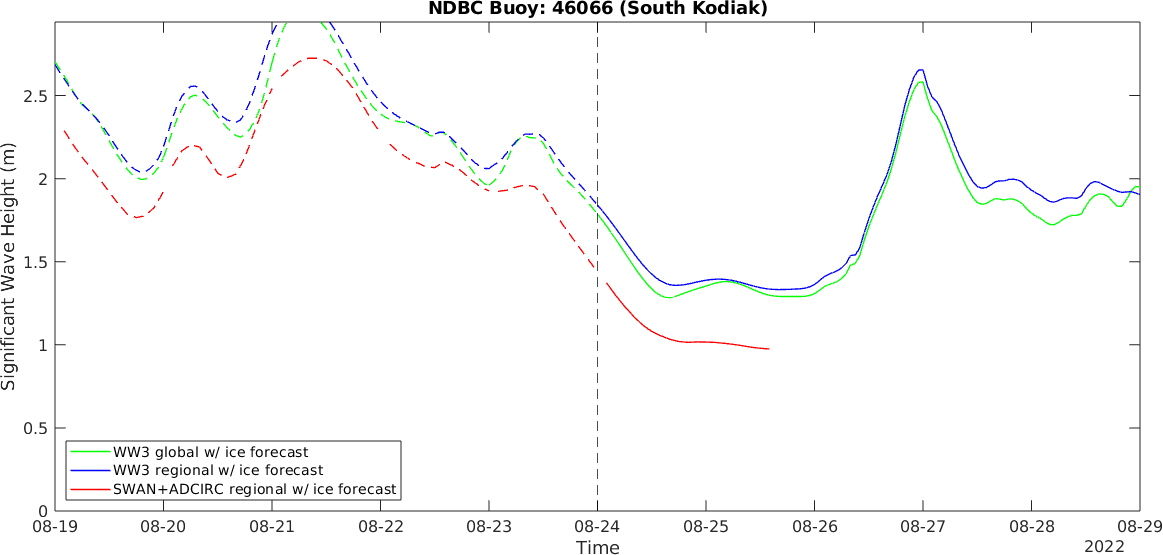 NDBC Buoy: 46066 (South Kodiak)
Significant Wave Height (m)
2.5
2
1.5
1
0.5
0
WW3 global w/ ice forecast
WW3 regional w/ ice forecast
SWAN+ADCIRC regional w/ ice forecast
08-19 08-20 08-21 08-22 08-23 08-24 08-25 08-26 08-27 08-28 08-29
Time
2022